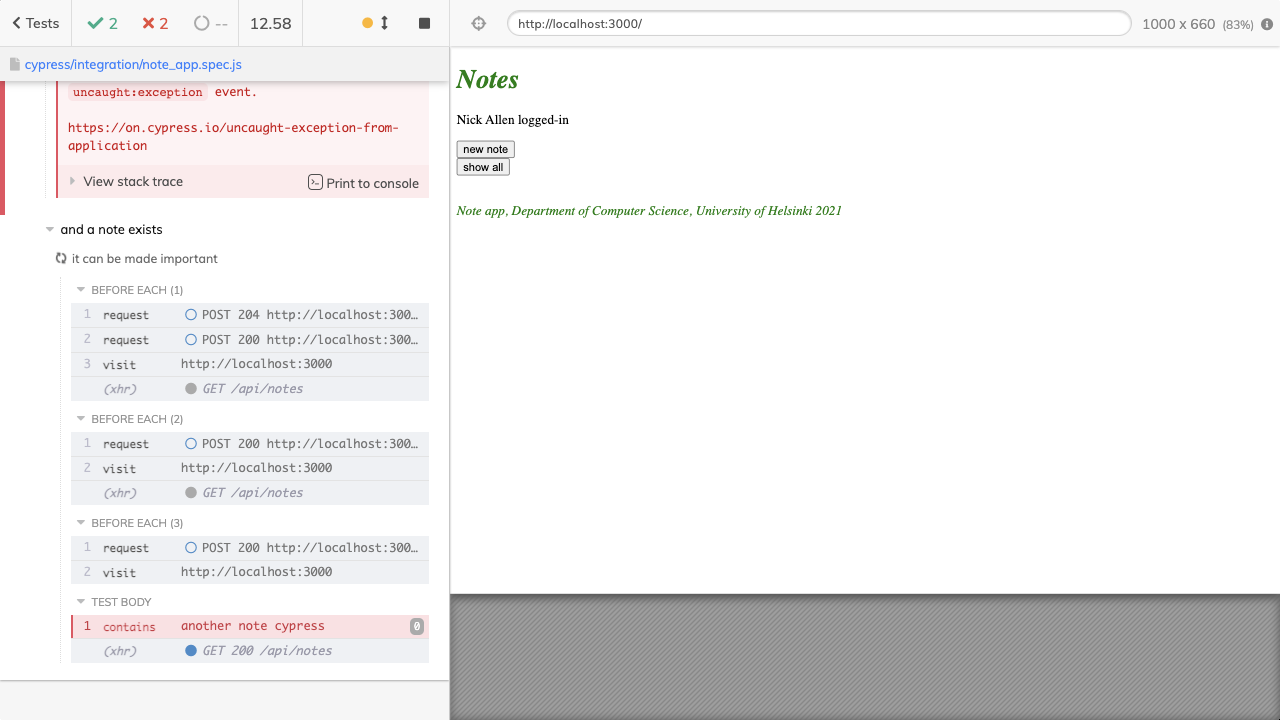 Tests 2 2 -- 12.58 http://localhost:3000/ 1000 x 660 (83%)
cypress/integration/note_app.spec.js
uncaught:exception event.
https://on.cypress.io/uncaught-exception-from-
application
View stack trace Print to console
and a note exists
it can be made important
BEFORE EACH (1)
1 request POST 204 http://localhost:300…
2 request POST 200 http://localhost:300…
3 visit http://localhost:3000
(xhr) GET /api/notes
BEFORE EACH (2)
1 request POST 200 http://localhost:300…
2 visit http://localhost:3000
(xhr) GET /api/notes
BEFORE EACH (3)
1 request POST 200 http://localhost:300…
2 visit http://localhost:3000
TEST BODY
1 contains another note cypress 0
(xhr) GET 200 /api/notes
Notes
Nick Allen logged-in
new note
show all
Note app, Department of Computer Science, University of Helsinki 2021